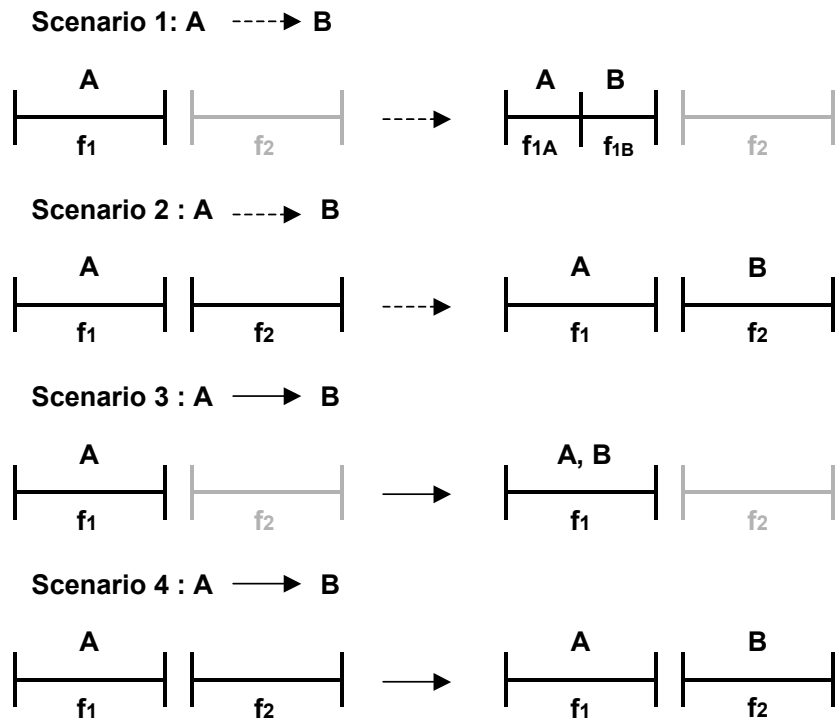 Scenario 1: A B
A A B
f1 f2 f1A f1B f2
Scenario 2 : A B
A A B
f1 f2 f1 f2
Scenario 3 : A B
A A, B
f1 f2 f1 f2
Scenario 4 : A B
A A B
f1 f2 f1 f2